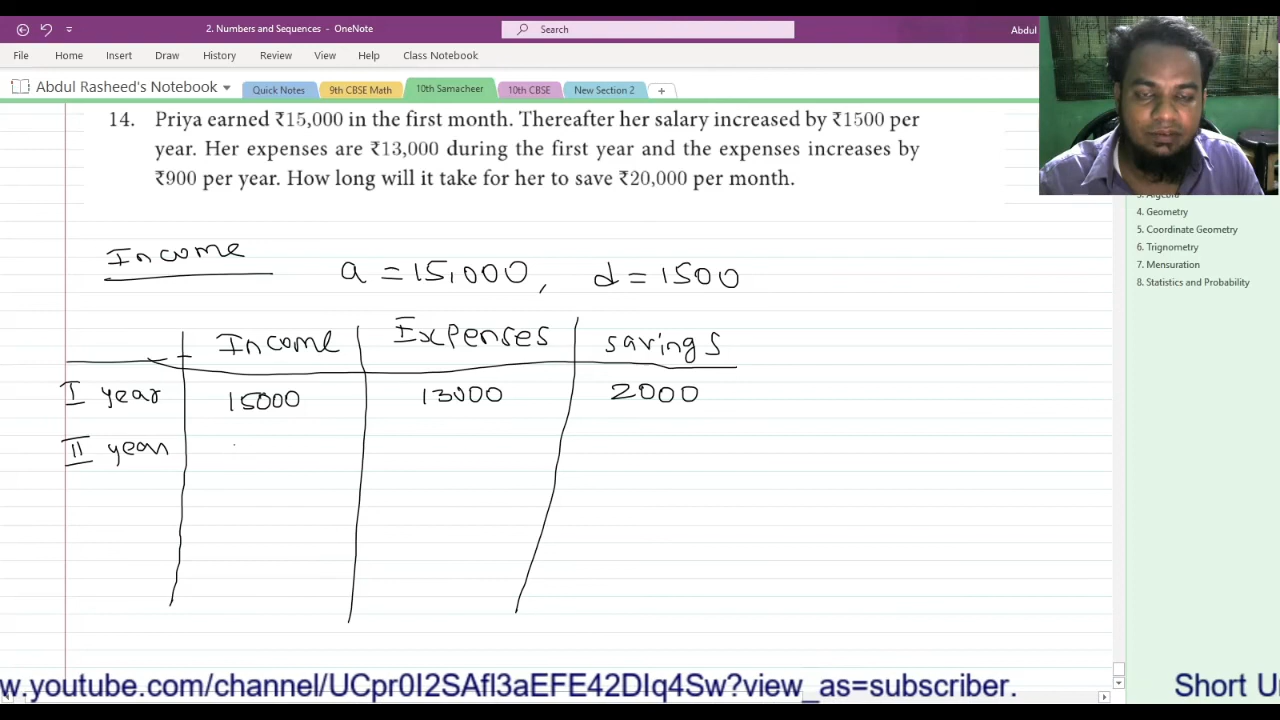 2. Numbers and Sequences - OneNote
Search
Abdul
File Home Insert Draw History Review View Help Class Notebook
Abdul Rasheed's Notebook
Quick Notes
9th CBSE Math
10th Samacheer
10th CBSE
New Section 2
14. Priya earned ₹15,000 in the first month. Thereafter her salary increased by ₹1500 per
year. Her expenses are ₹13,000 during the first year and the expenses increases by
₹900 per year. How long will it take for her to save ₹20,000 per month.
3. Algebra
4. Geometry
5. Coordinate Geometry
6. Trignometry
7. Mensuration
8. Statistics and Probability
Income
a = 15,000, d = 1500
Income Expenses savings
I year 15000 13000 2000
II year
w.youtube.com/channel/UCpr012SAfl3aEFE42DIq4Sw?view_as=subscriber.
Short U